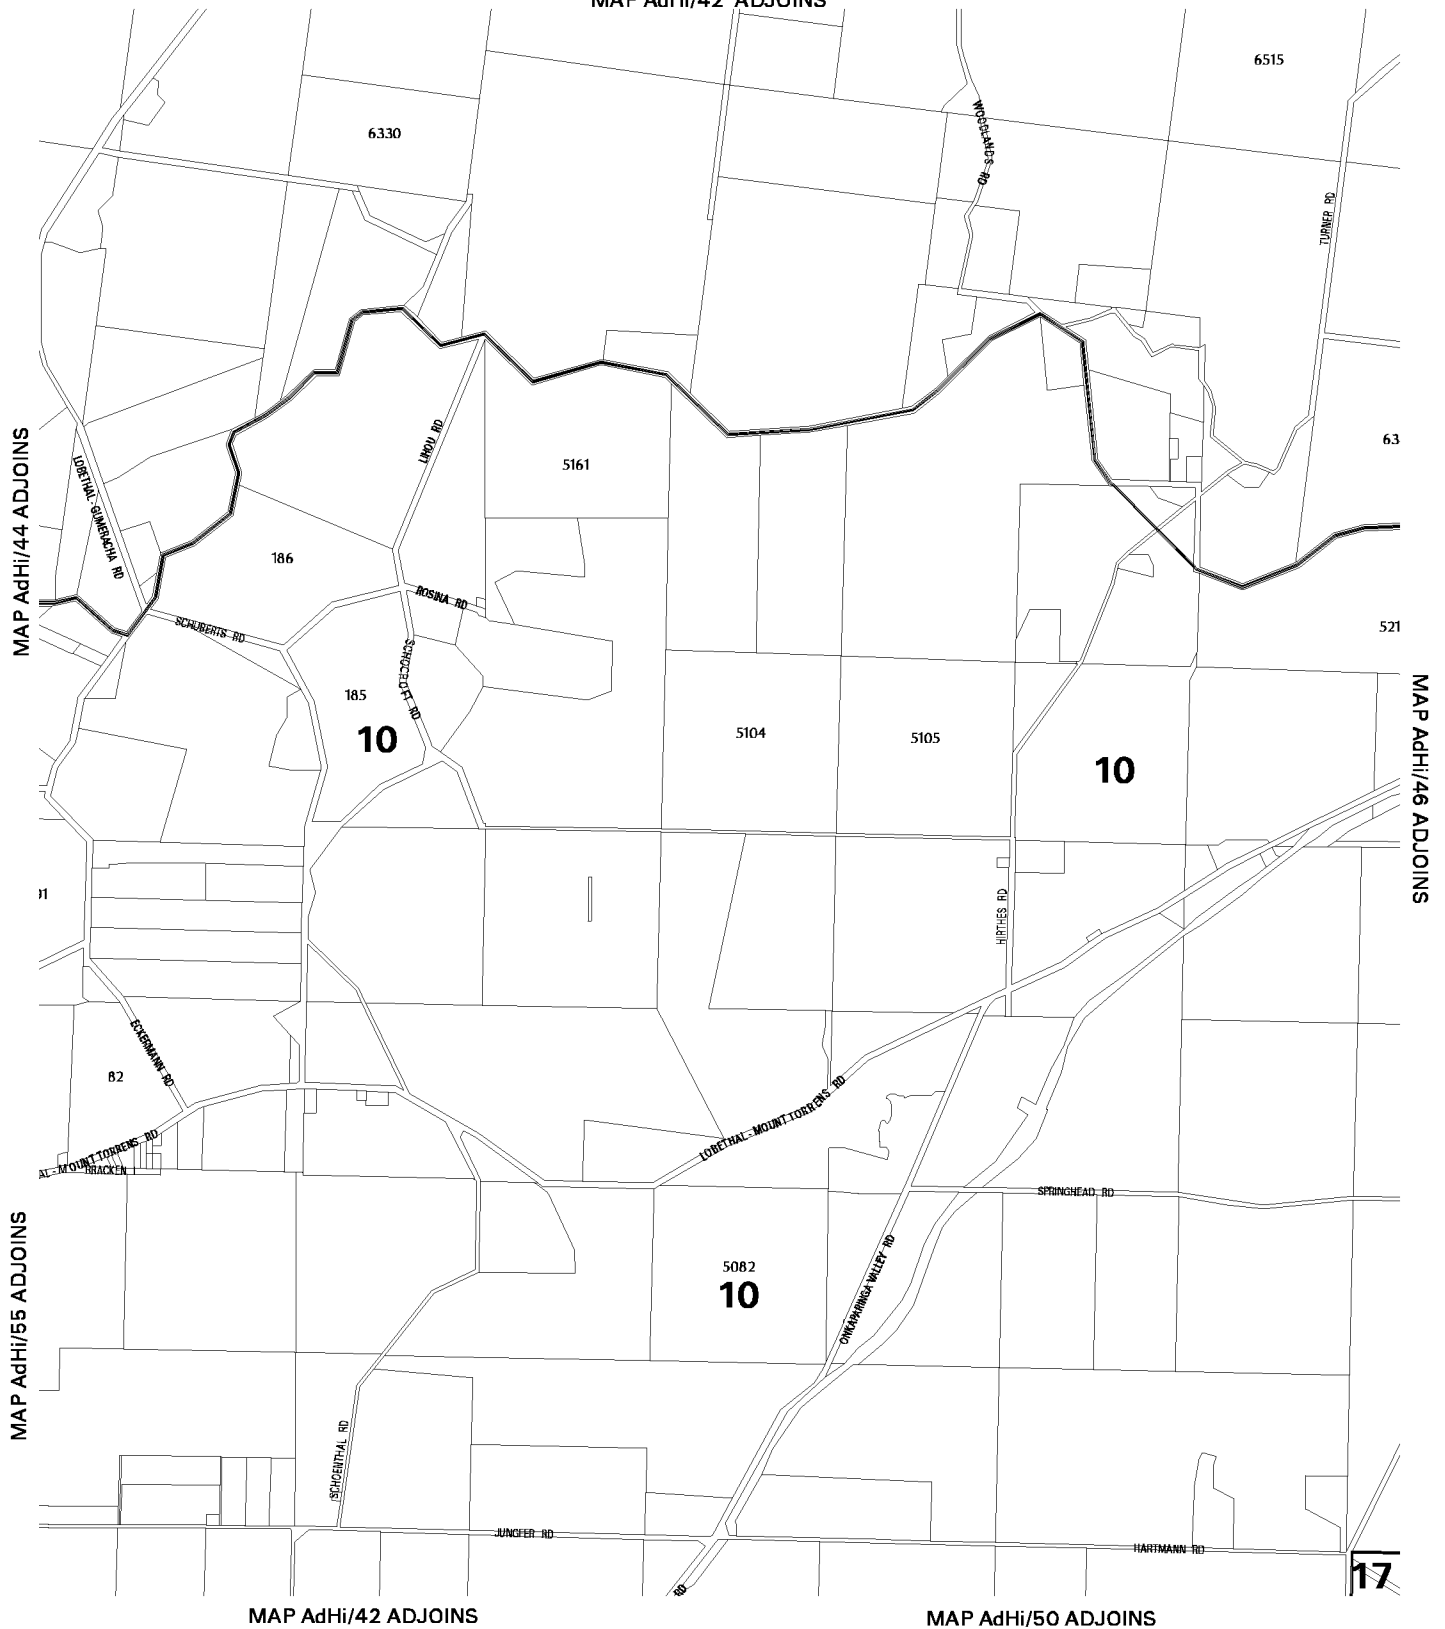 MAP AdHi/42 ADJOINS
6515
6330
WOODLANDS RD
TURNER RD
LIHOU RD
63
5161
MAP AdHi/44 ADJOINS
LOBETHAL-GUMERACHA RD
186
ROSINA RD
SCHUBERTS RD
521
185
10
5104
5105
10
MAP AdHi/46 ADJOINS
HIRTHES RD
ECKERMANN RD
82
LOBETHAL-MOUNT TORRENS RD
AL-MOUNT TORRENS RD
BRACKEN
SPRINGHEAD RD
MAP AdHi/55 ADJOINS
5082
10
ONKAPARINGA VALLEY RD
SCHOENTHAL RD
JUNGFER RD
HARTMANN RD
17
RD
MAP AdHi/42 ADJOINS
MAP AdHi/50 ADJOINS